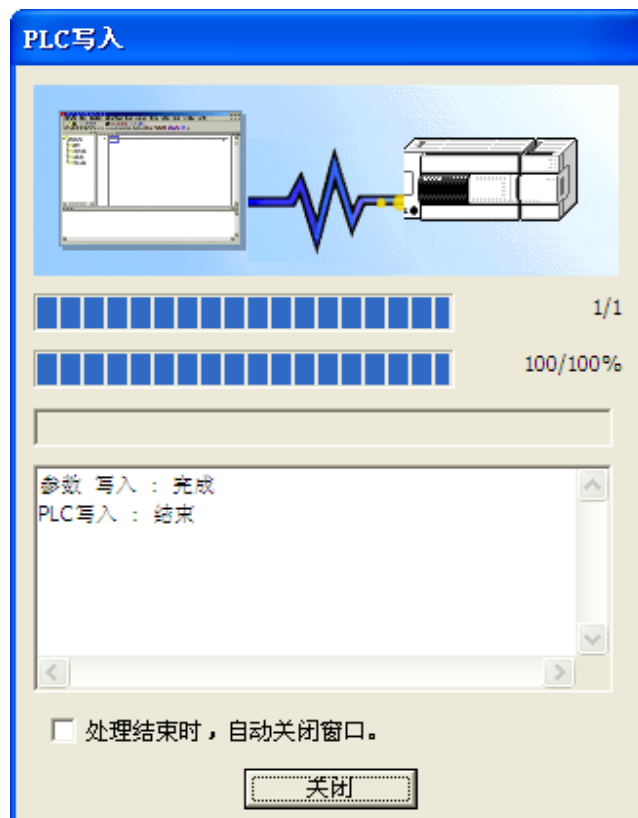 PLC写入
1/1
100/100%
参数 写入 : 完成
PLC写入 : 结束
处理结束时，自动关闭窗口。
关闭